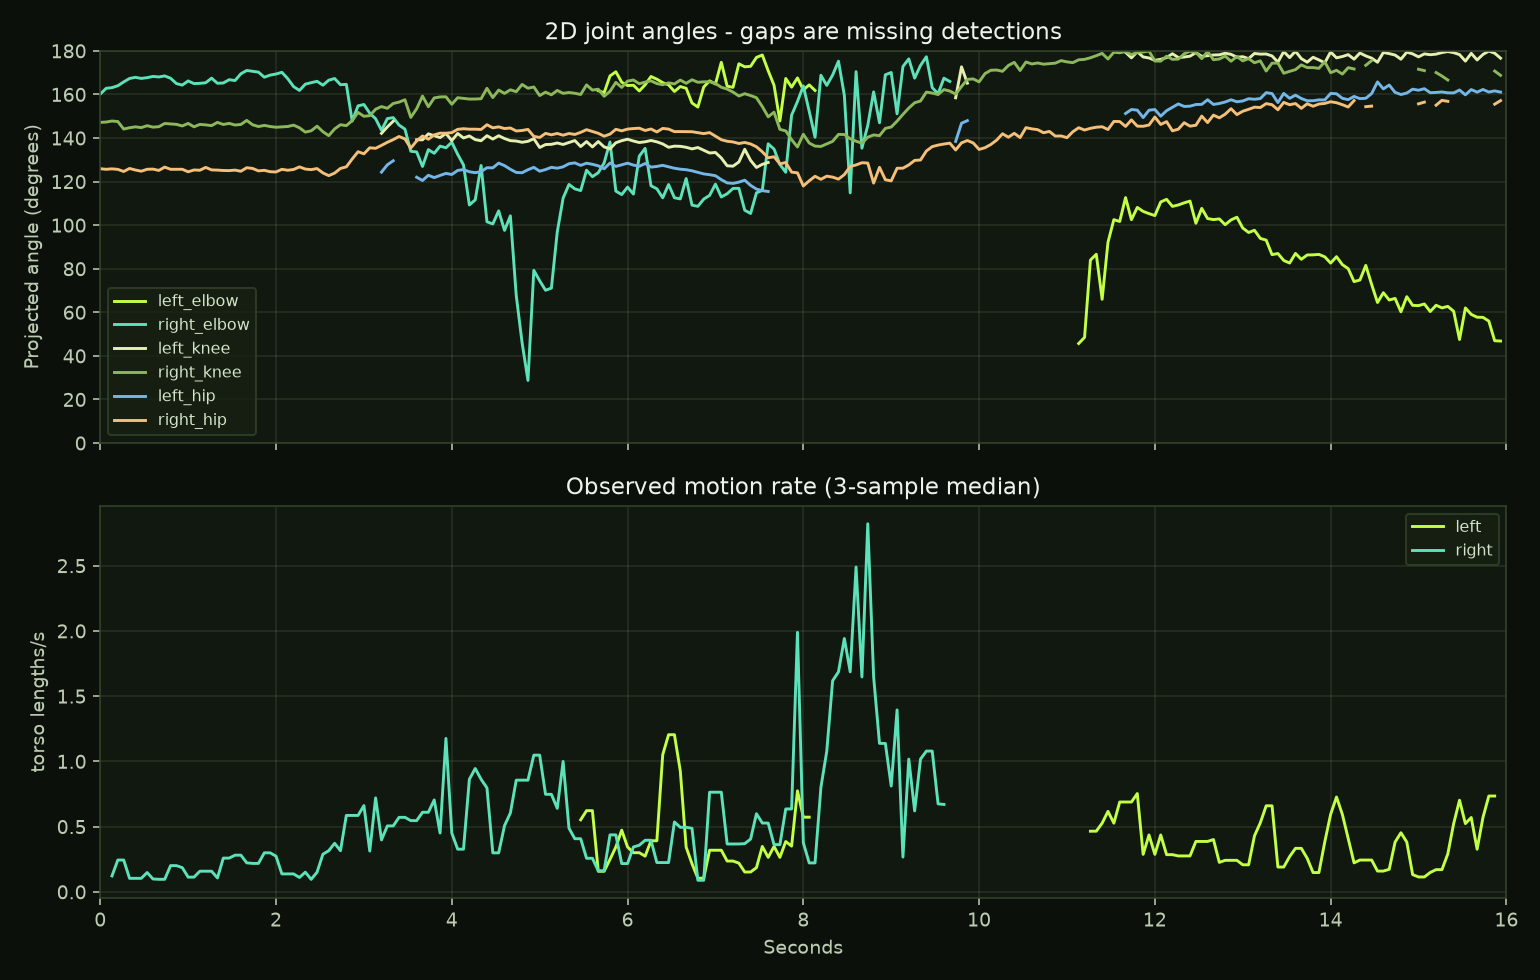 2D joint angles - gaps are missing detections
180
160
140
120
100
80
60
40
20
0
Projected angle (degrees)
left_elbow
right_elbow
left_knee
right_knee
left_hip
right_hip
Observed motion rate (3-sample median)
2.5
2.0
1.5
1.0
0.5
0.0
torso lengths/s
left
right
0 2 4 6 8 10 12 14 16
Seconds